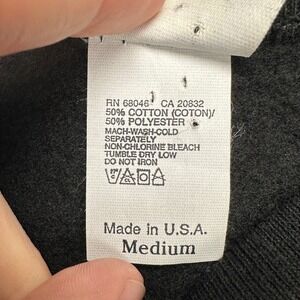 RN 68046 CA 20832
50% COTTON (COTON)/
50% POLYESTER
MACH-WASH-COLD
SEPARATELY
NON-CHLORINE BLEACH
TUMBLE DRY LOW
DO NOT IRON
Made in U.S.A.
Medium